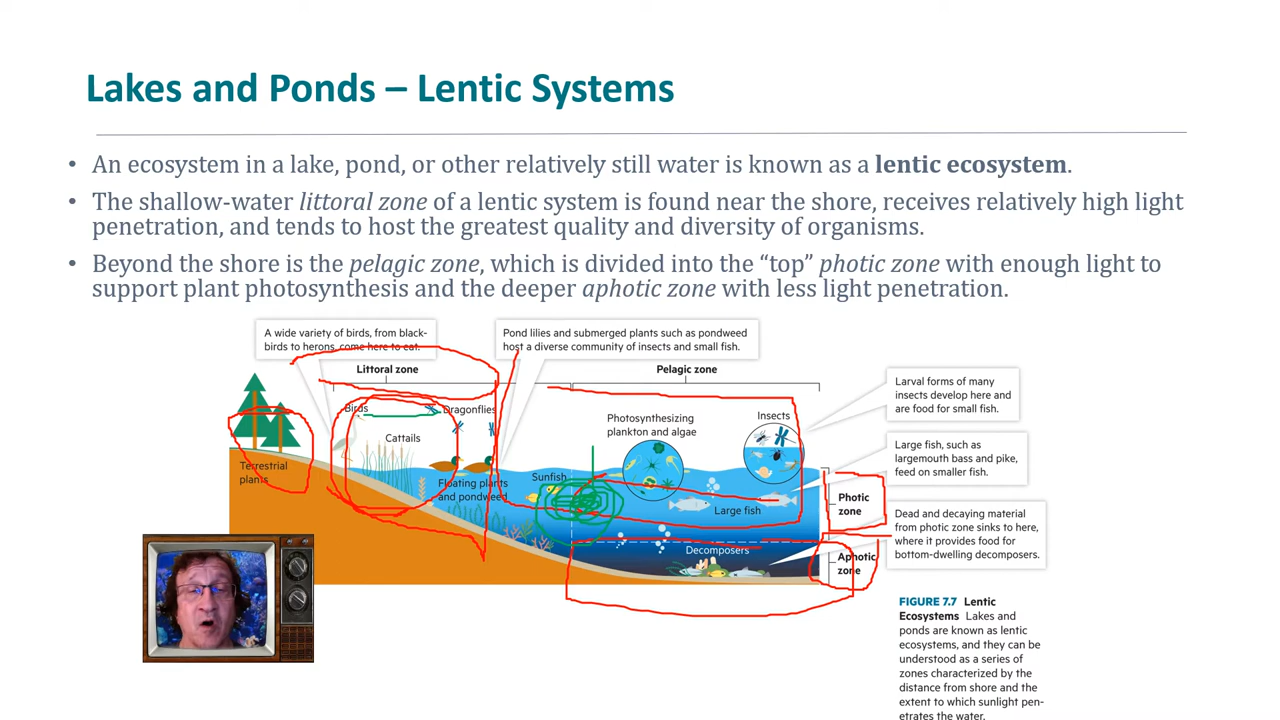 Lakes and Ponds – Lentic Systems
• An ecosystem in a lake, pond, or other relatively still water is known as a lentic ecosystem.
• The shallow-water littoral zone of a lentic system is found near the shore, receives relatively high light
penetration, and tends to host the greatest quality and diversity of organisms.
• Beyond the shore is the pelagic zone, which is divided into the “top” photic zone with enough light to
support plant photosynthesis and the deeper aphotic zone with less light penetration.
A wide variety of birds, from black-
birds to herons, come here to eat.
Pond lilies and submerged plants such as pondweed
host a diverse community of insects and small fish.
Littoral zone
Pelagic zone
Larval forms of many
insects develop here and
are food for small fish.
Birds
Dragonflies
Cattails
Photosynthesizing
plankton and algae
Insects
Terrestrial
plants
Floating plants
and pondweed
Sunfish
Large fish
Large fish, such as
largemouth bass and pike,
feed on smaller fish.
Photic
zone
Dead and decaying material
from photic zone sinks to here,
where it provides food for
bottom-dwelling decomposers.
Decomposers
Aphotic
zone
FIGURE 7.7 Lentic
Ecosystems Lakes and
ponds are known as lentic
ecosystems, and they can be
understood as a series of
zones characterized by the
distance from shore and the
extent to which sunlight pen-
etrates the water.